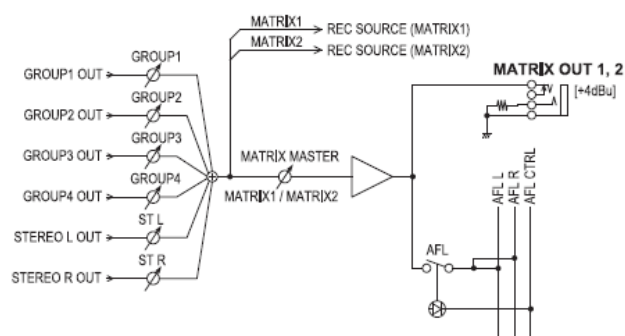 MATRIX1
REC SOURCE (MATRIX1)
MATRIX2
REC SOURCE (MATRIX2)
GROUP1
GROUP1 OUT
GROUP2
GROUP2 OUT
GROUP3
GROUP3 OUT
GROUP4
GROUP4 OUT
ST L
STEREO L OUT
ST R
STEREO R OUT
MATRIX MASTER
MATRIX1 / MATRIX2
MATRIX OUT 1, 2
[+4dBu]
AFL L
AFL R
AFL CTRL
AFL